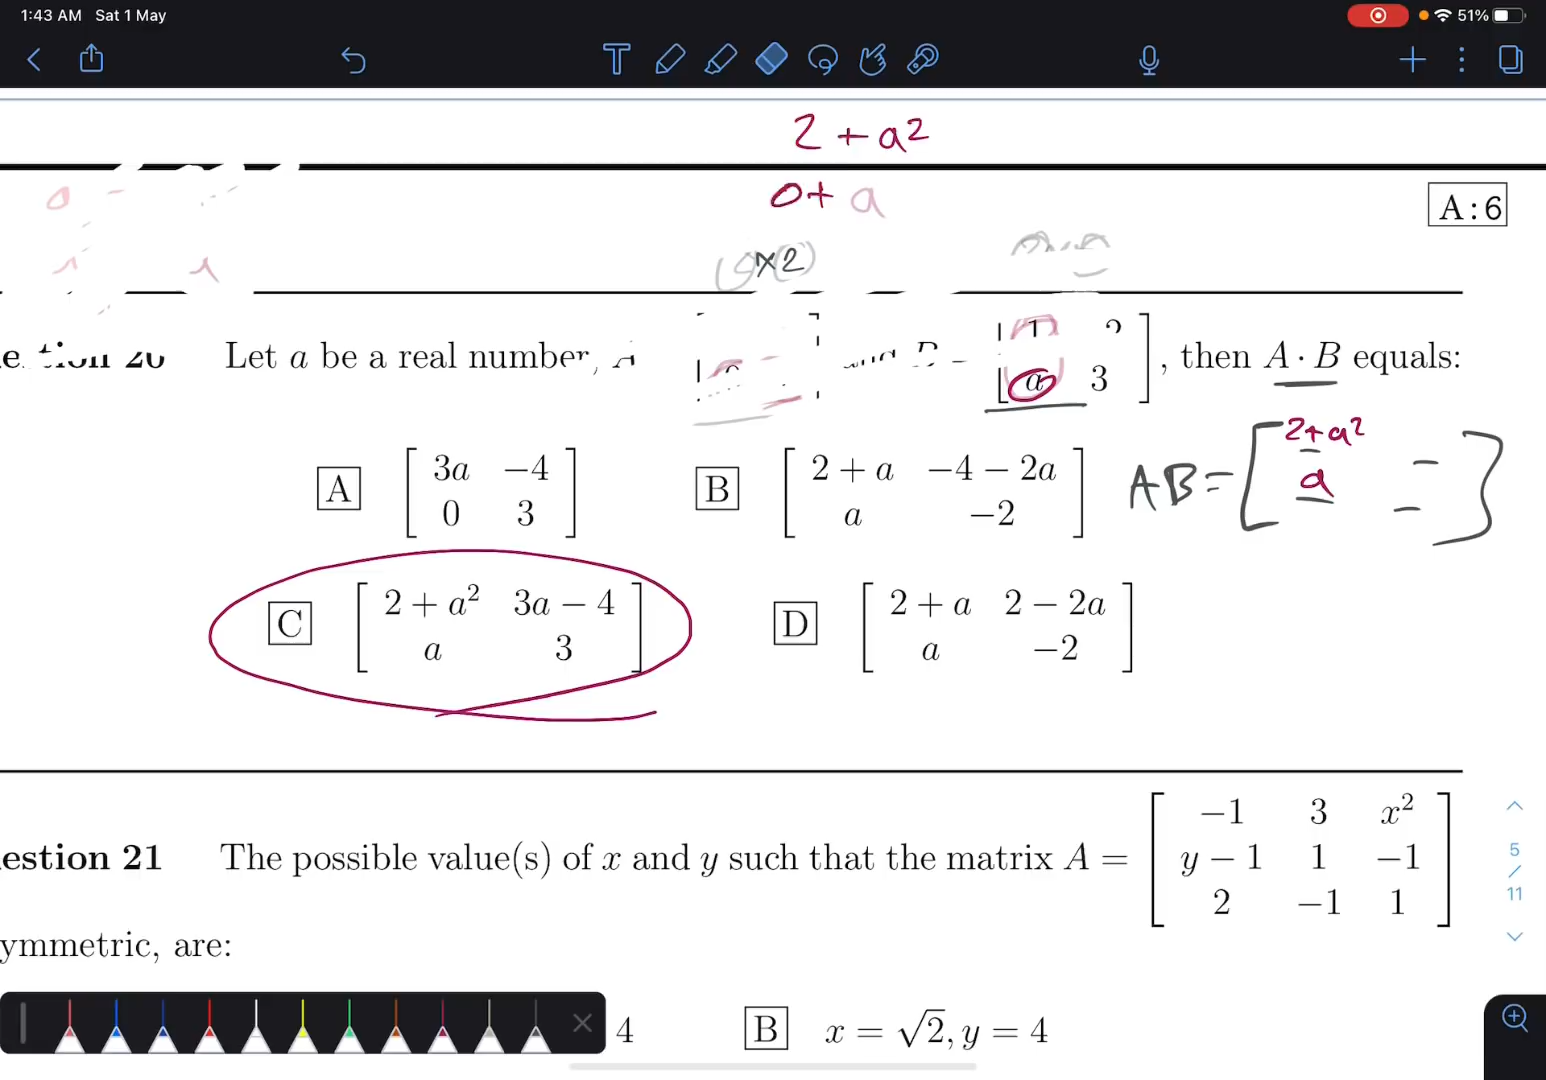 1:43 AM Sat 1 May
51%
2 + a²
0 + a
A : 6
×2
20 Let a be a real number,
a 3 , then A · B equals:
AB = [ 2 + a²
a
A 3a −4
0 3
B 2 + a −4 − 2a
a −2
C 2 + a² 3a − 4
a 3
D 2 + a 2 − 2a
a −2
estion 21 The possible value(s) of x and y such that the matrix A =
−1 3 x²
y − 1 1 −1
2 −1 1
ymmetric, are:
4
B x = √2, y = 4
5
/
11